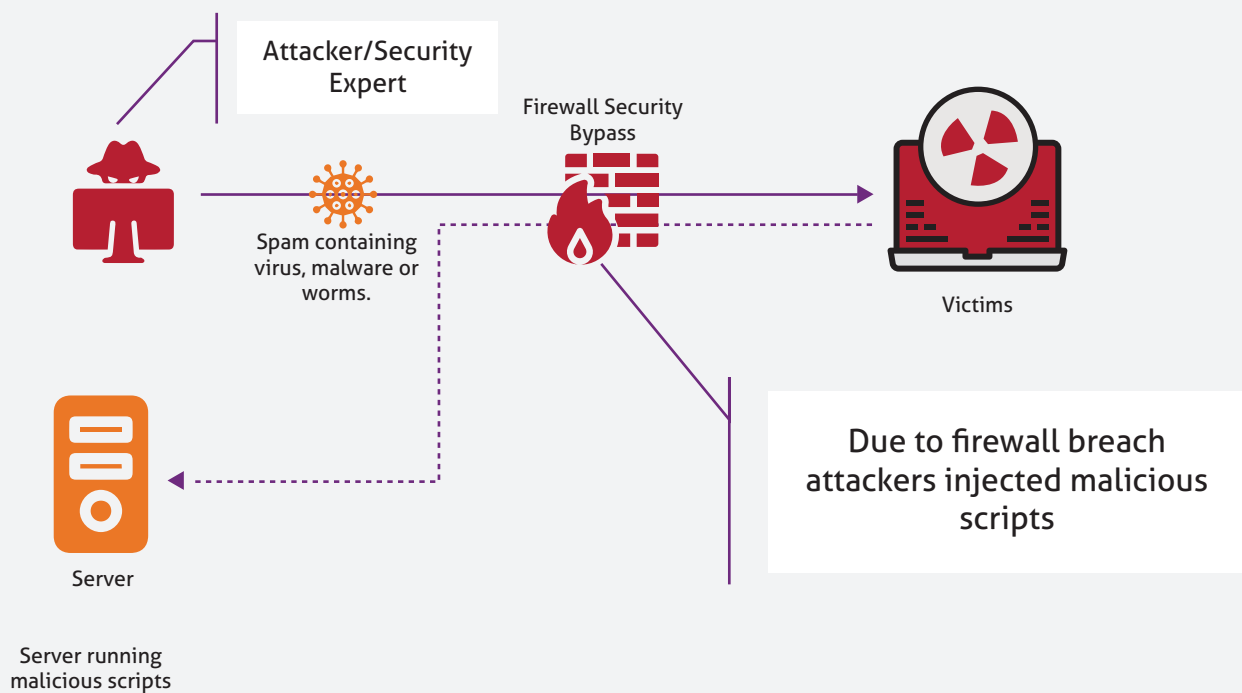 Attacker/Security
Expert
Firewall Security
Bypass
Spam containing
virus, malware or
worms.
Victims
Due to firewall breach
attackers injected malicious
scripts
Server
Server running
malicious scripts